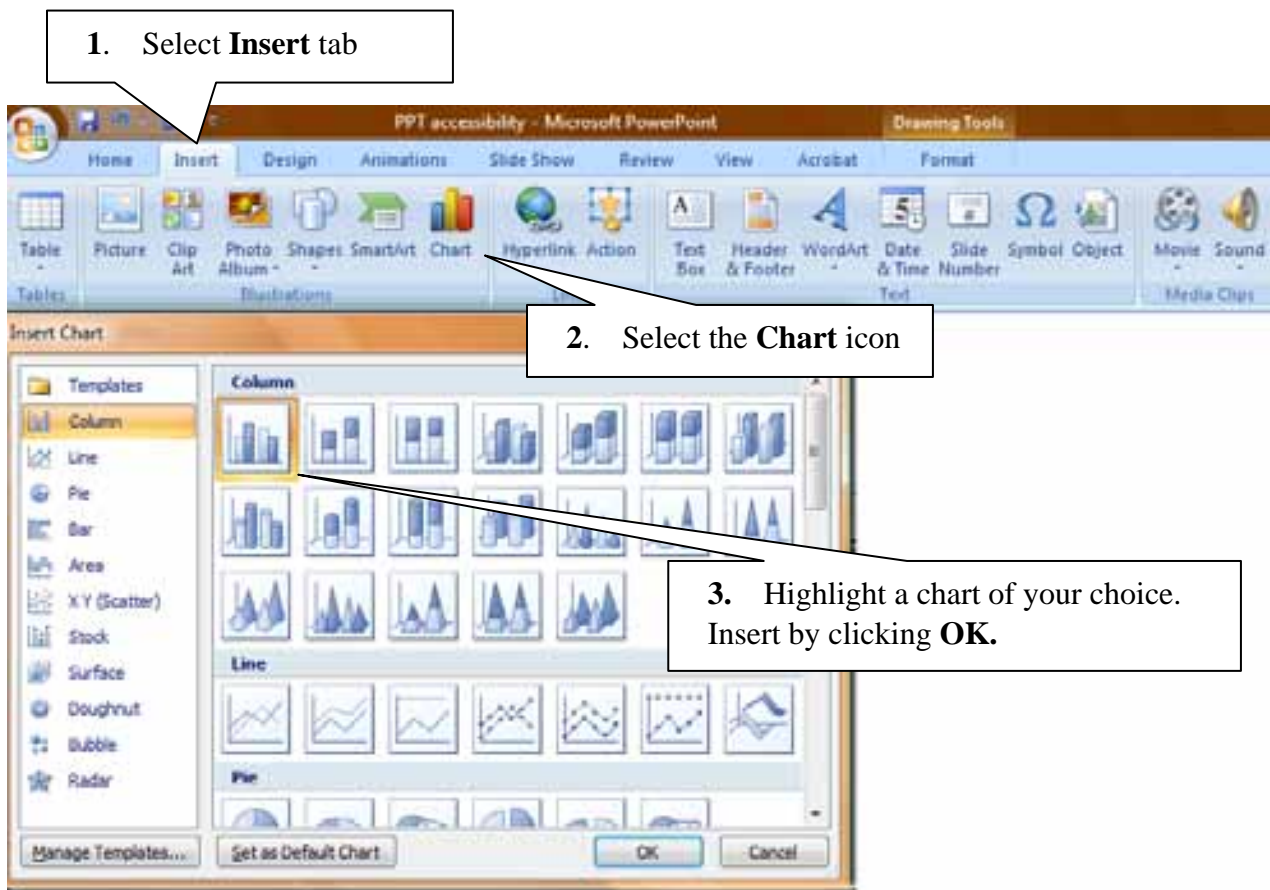 1. Select Insert tab
PPT accessibility - Microsoft PowerPoint
Drawing Tools
Home Insert Design Animations Slide Show Review View Acrobat Format
Table Picture Clip Art Photo Album Shapes SmartArt Chart Hyperlink Action Text Box Header & Footer WordArt Date & Time Slide Number Symbol Object Movie Sound
Tables Illustrations Text Media Clips
2. Select the Chart icon
Insert Chart
Templates
Column
Line
Pie
Bar
Area
X Y (Scatter)
Stock
Surface
Doughnut
Bubble
Radar
Column
3. Highlight a chart of your choice.
Insert by clicking OK.
Line
Pie
Manage Templates... Set as Default Chart OK Cancel